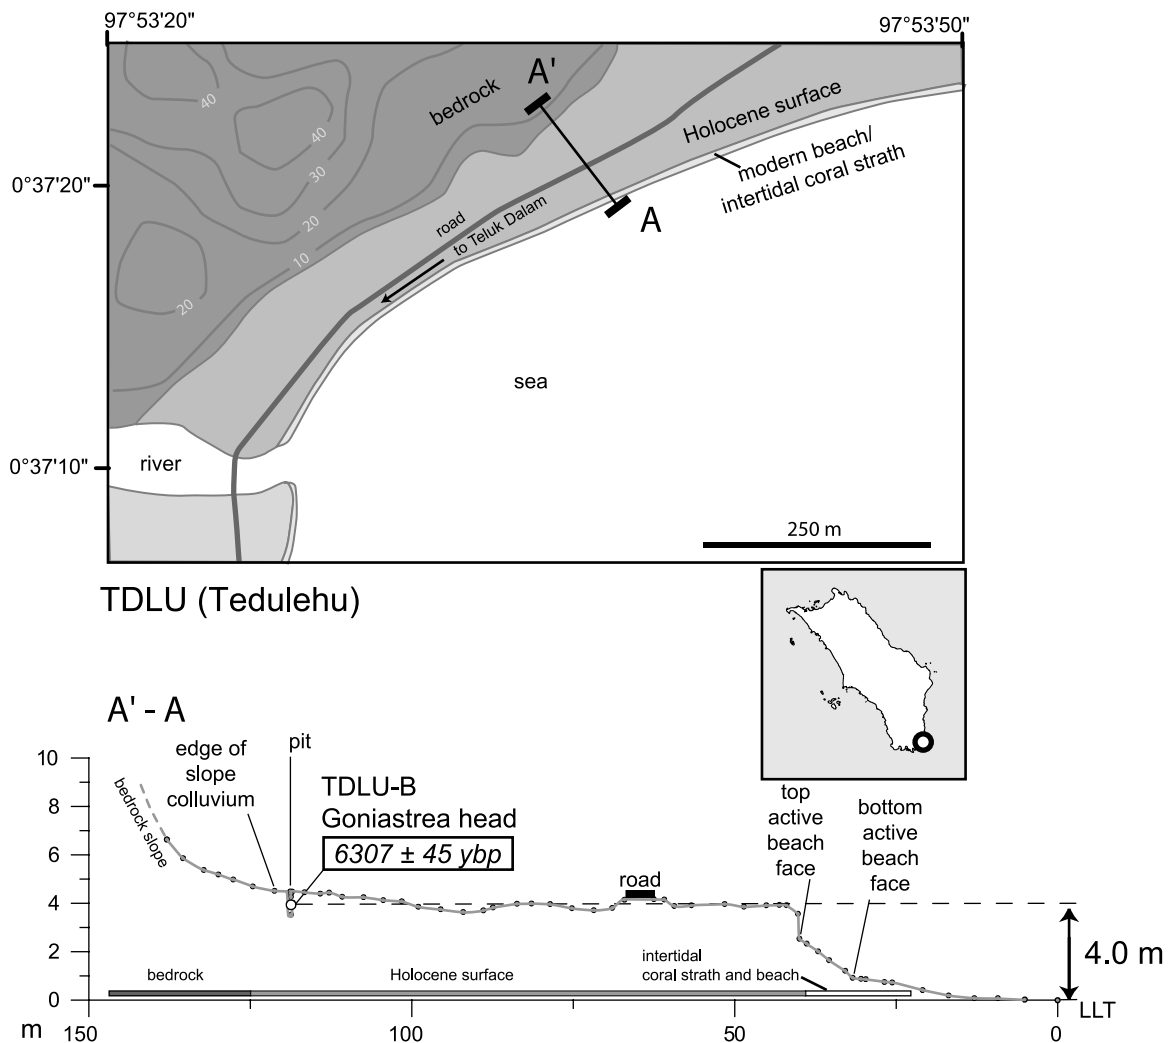 97°53'20"
97°53'50"
A'
bedrock
40
40
30
20
10
20
Holocene surface
modern beach/
intertidal coral strath
0°37'20"
A
road
to Teluk Dalam
sea
0°37'10"
river
250 m
TDLU (Tedulehu)
A' - A
edge of
slope
colluvium
pit
bedrock slope
TDLU-B
Goniastrea head
6307 ± 45 ybp
road
top
active
beach
face
bottom
active
beach
face
10
8
6
4
2
0
4.0 m
intertidal
coral strath and beach
bedrock
Holocene surface
LLT
m
150
100
50
0